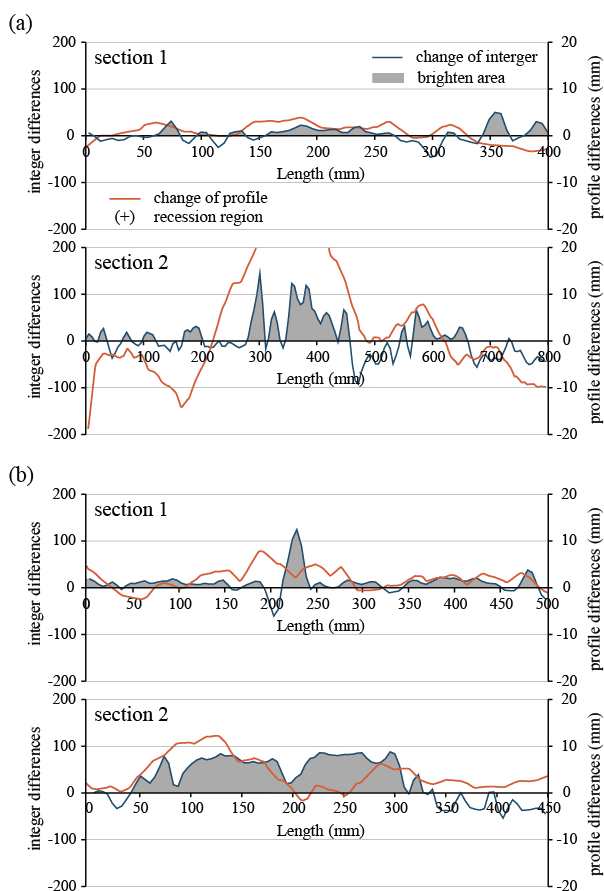 (a)
200
100
0
-100
-200
integer differences
section 1
change of interger
brighten area
20
10
0
-10
-20
profile differences (mm)
0 50 100 150 200 250 300 350 400
Length (mm)
change of profile
(+) recession region
200
100
0
-100
-200
integer differences
section 2
20
10
0
-10
20
profile differences (mm)
0 100 200 300 400 500 600 700 800
Length (mm)
(b)
200
100
0
-100
-200
integer differences
section 1
20
10
0
-10
-20
profile differences (mm)
0 50 100 150 200 250 300 350 400 450 500
Length (mm)
200
100
0
-100
-200
integer differences
section 2
20
10
0
-10
-20
profile differences (mm)
0 50 100 150 200 250 300 350 400 450
Length (mm)